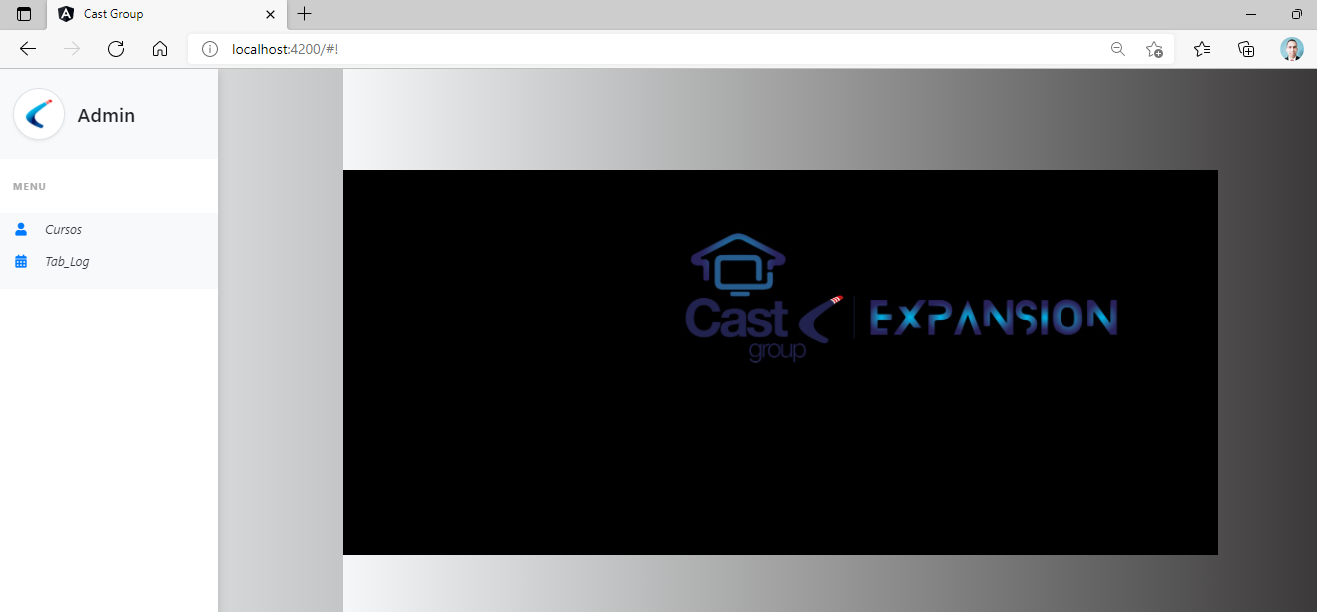 Cast Group
localhost:4200/#!
Admin
MENU
Cursos
Tab_Log
Cast
group
EXPANSION